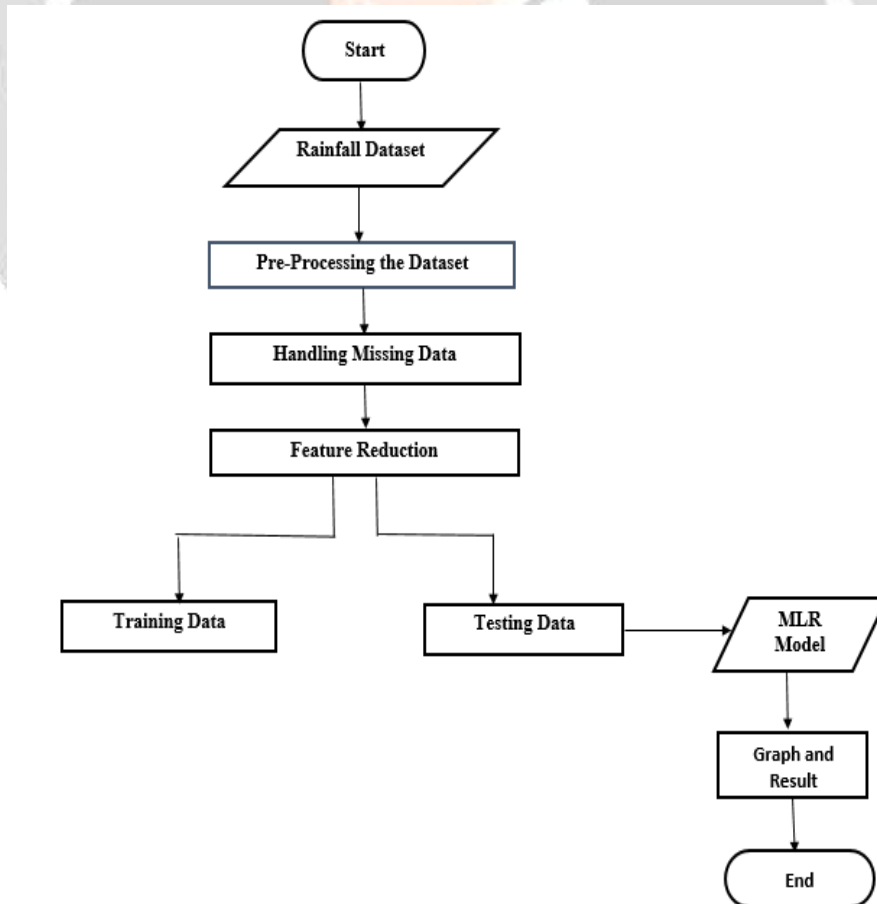 Start
Rainfall Dataset
Pre-Processing the Dataset
Handling Missing Data
Feature Reduction
Training Data
Testing Data
MLR
Model
Graph and
Result
End